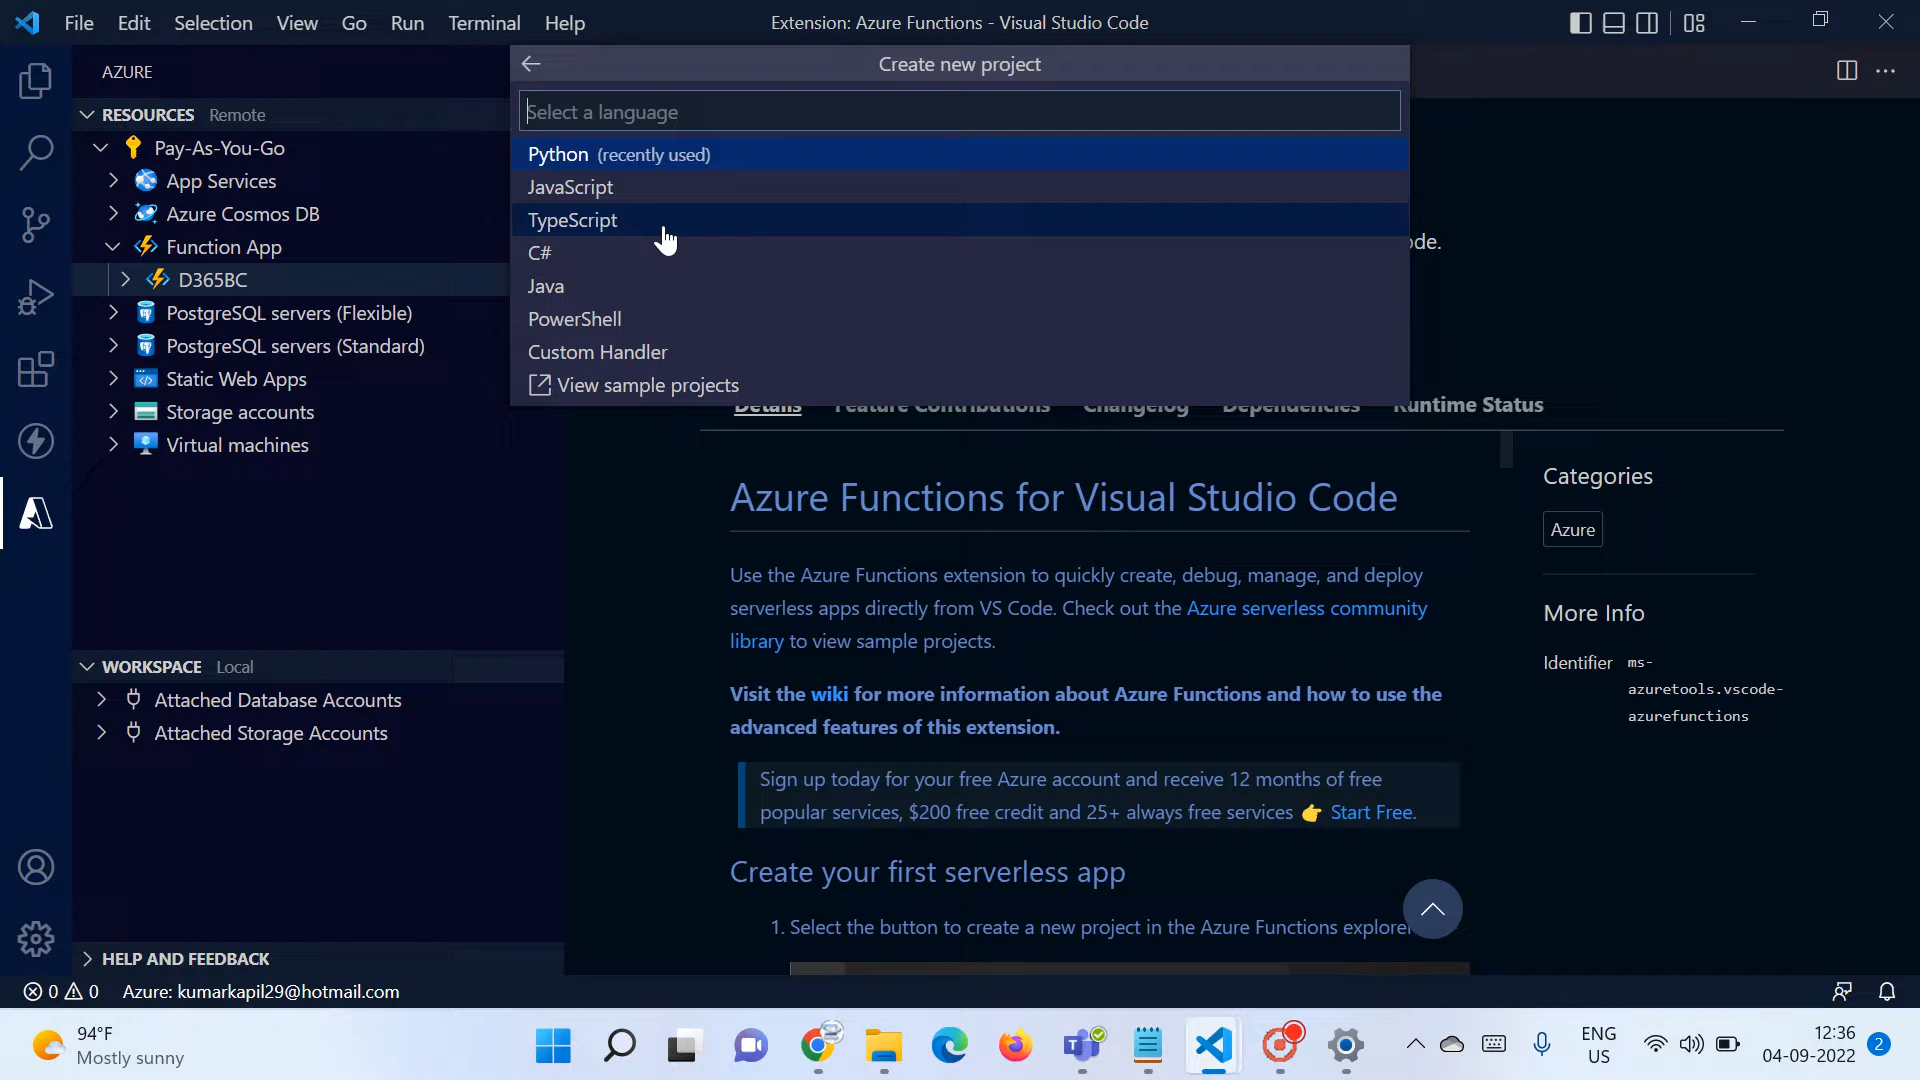 File Edit Selection View Go Run Terminal Help
Extension: Azure Functions - Visual Studio Code
AZURE
RESOURCES Remote
Pay-As-You-Go
App Services
Azure Cosmos DB
Function App
D365BC
PostgreSQL servers (Flexible)
PostgreSQL servers (Standard)
Static Web Apps
Storage accounts
Virtual machines
WORKSPACE Local
Attached Database Accounts
Attached Storage Accounts
HELP AND FEEDBACK
Create new project
Select a language
Python (recently used)
JavaScript
TypeScript
C#
Java
PowerShell
Custom Handler
View sample projects
Details Feature Contributions Changelog Dependencies Runtime Status
Azure Functions for Visual Studio Code
Use the Azure Functions extension to quickly create, debug, manage, and deploy
serverless apps directly from VS Code. Check out the Azure serverless community
library to view sample projects.
Visit the wiki for more information about Azure Functions and how to use the
advanced features of this extension.
Sign up today for your free Azure account and receive 12 months of free
popular services, $200 free credit and 25+ always free services 👉 Start Free.
Create your first serverless app
1. Select the button to create a new project in the Azure Functions explorer
Categories
Azure
More Info
Identifier ms-
azuretools.vscode-
azurefunctions
0 0 Azure: kumarkapil29@hotmail.com
94°F
Mostly sunny
ENG
US
12:36
04-09-2022
2